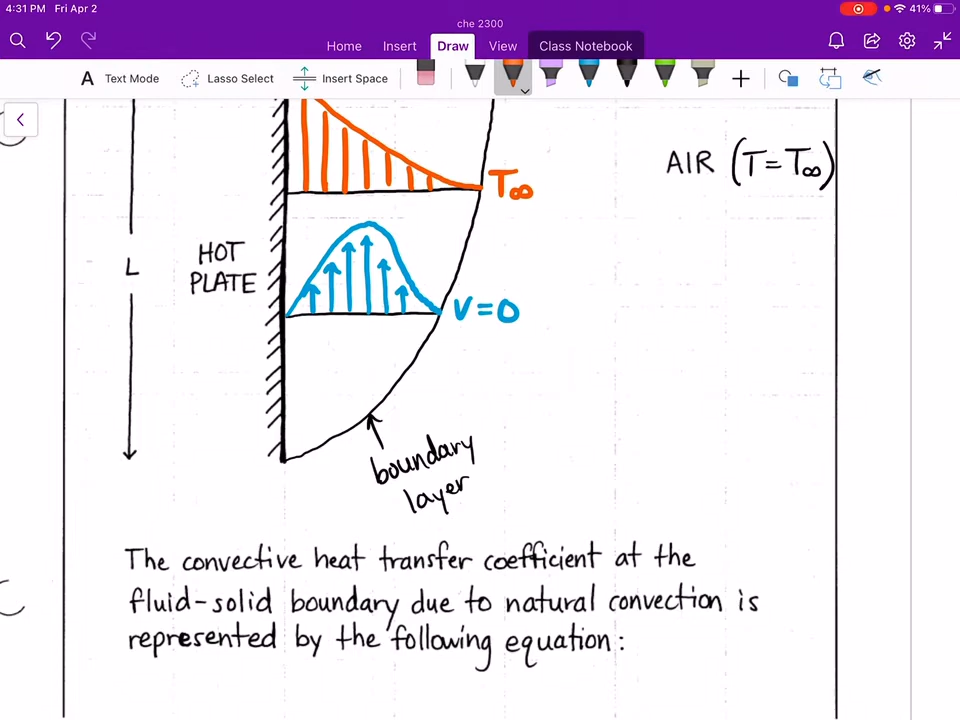 4:31 PM Fri Apr 2
41%
che 2300
Home Insert Draw View Class Notebook
A Text Mode Lasso Select Insert Space
AIR (T=T∞)
T∞
HOT
PLATE
L
V=0
boundary
layer
The convective heat transfer coefficient at the
fluid-solid boundary due to natural convection is
represented by the following equation: